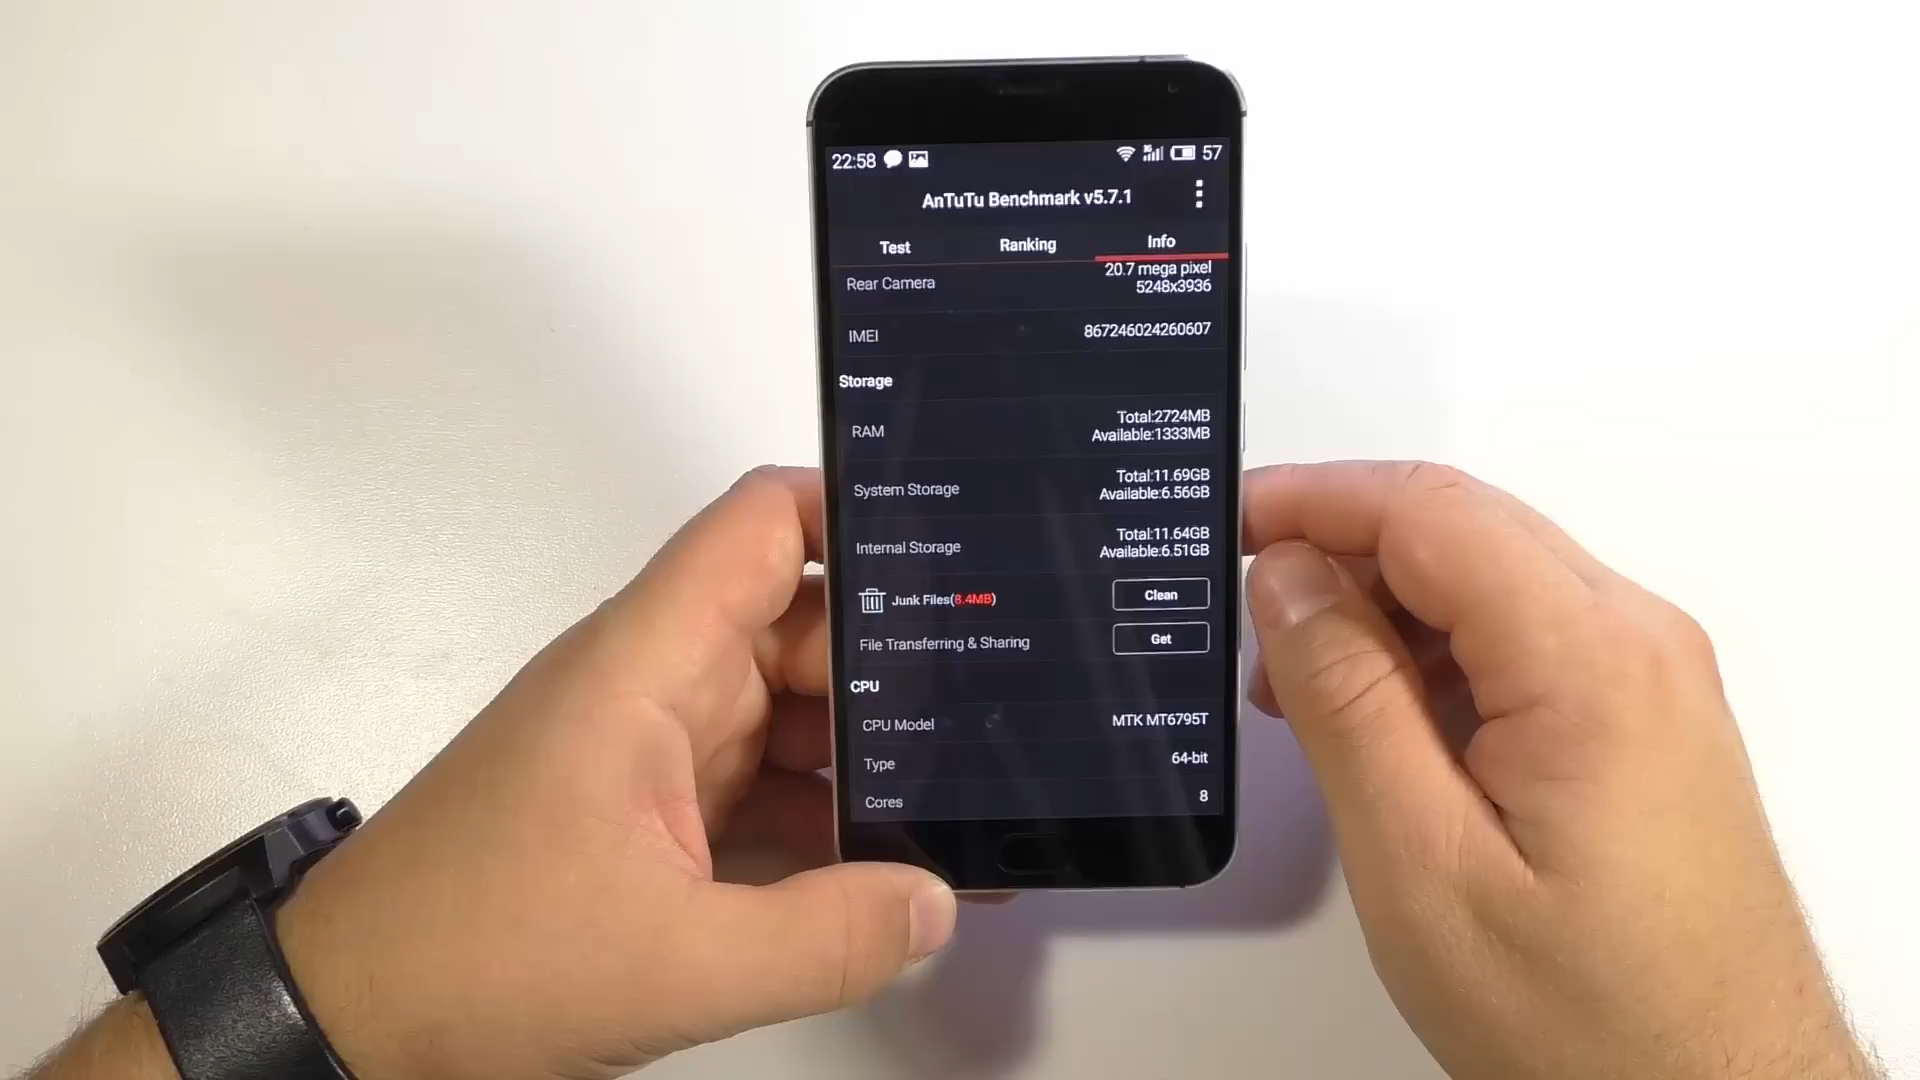 22:58 57
AnTuTu Benchmark v5.7.1
Test Ranking Info
Rear Camera 20.7 mega pixel
5248x3936
IMEI 867246024260607
Storage
RAM Total:2724MB
Available:1333MB
System Storage Total:11.69GB
Available:6.56GB
Internal Storage Total:11.64GB
Available:6.51GB
Junk Files(8.4MB) Clean
File Transferring & Sharing Get
CPU
CPU Model MTK MT6795T
Type 64-bit
Cores 8